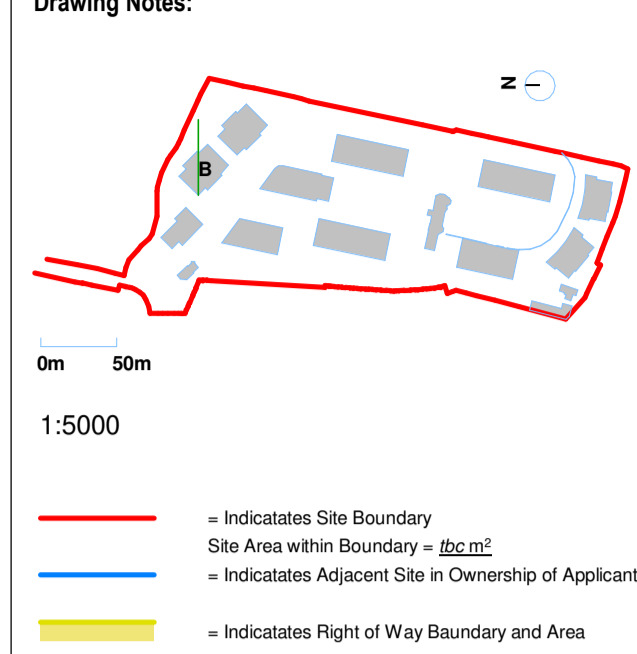 Drawing Notes:
N
B
0m 50m
1:5000
= Indicatates Site Boundary
Site Area within Boundary = tbc m²
= Indicatates Adjacent Site in Ownership of Applicant
= Indicatates Right of Way Baundary and Area